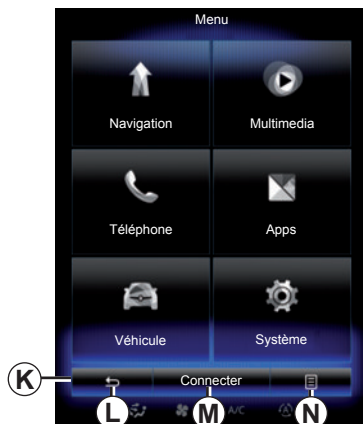 Menu
Navigation Multimedia
Téléphone Apps
Véhicule Système
K Connecter
L M A/C N